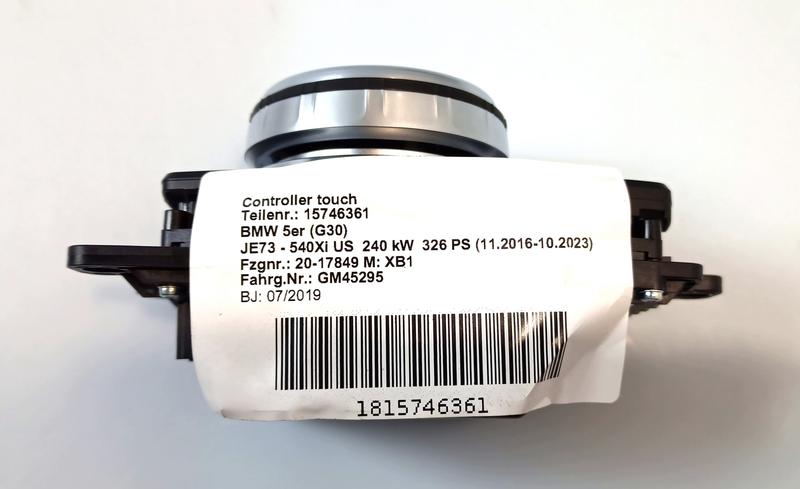 Controller touch
Teilenr.: 15746361
BMW 5er (G30)
JE73 - 540Xi US 240 kW 326 PS (11.2016-10.2023)
Fzgnr.: 20-17849 M: XB1
Fahrg.Nr.: GM45295
BJ: 07/2019
1815746361